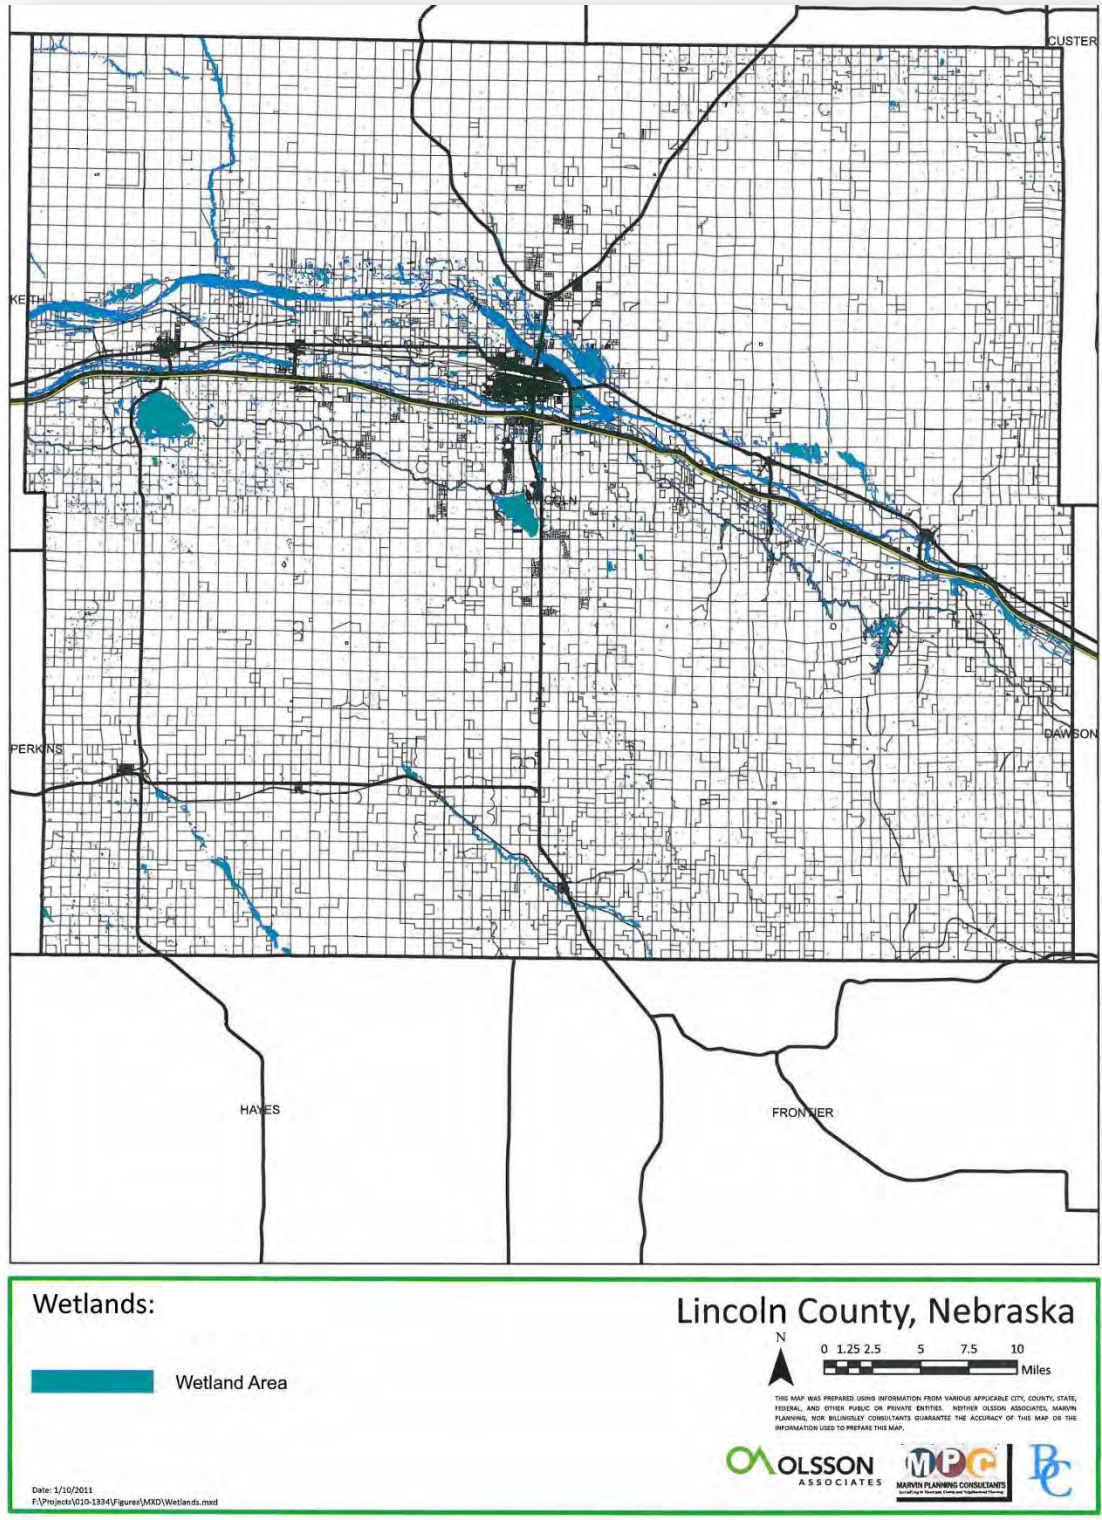 CUSTER
KEITH
LINCOLN
PERKINS
DAWSON
HAYES
FRONTIER
Wetlands:
Wetland Area
Lincoln County, Nebraska
N
0 1.25 2.5 5 7.5 10
Miles
THIS MAP WAS PREPARED USING INFORMATION FROM VARIOUS APPLICABLE CITY, COUNTY, STATE,
FEDERAL, AND OTHER PUBLIC OR PRIVATE ENTITIES. NEITHER OLSSON ASSOCIATES, MARVIN
PLANNING, NOR BILLINGSLEY CONSULTANTS GUARANTEE THE ACCURACY OF THIS MAP OR THE
INFORMATION USED TO PREPARE THIS MAP.
OA OLSSON
ASSOCIATES
MPC
MARVIN PLANNING CONSULTANTS
BC
Date: 1/10/2011
F:\Projects\010-1334\Figures\MXD\Wetlands.mxd